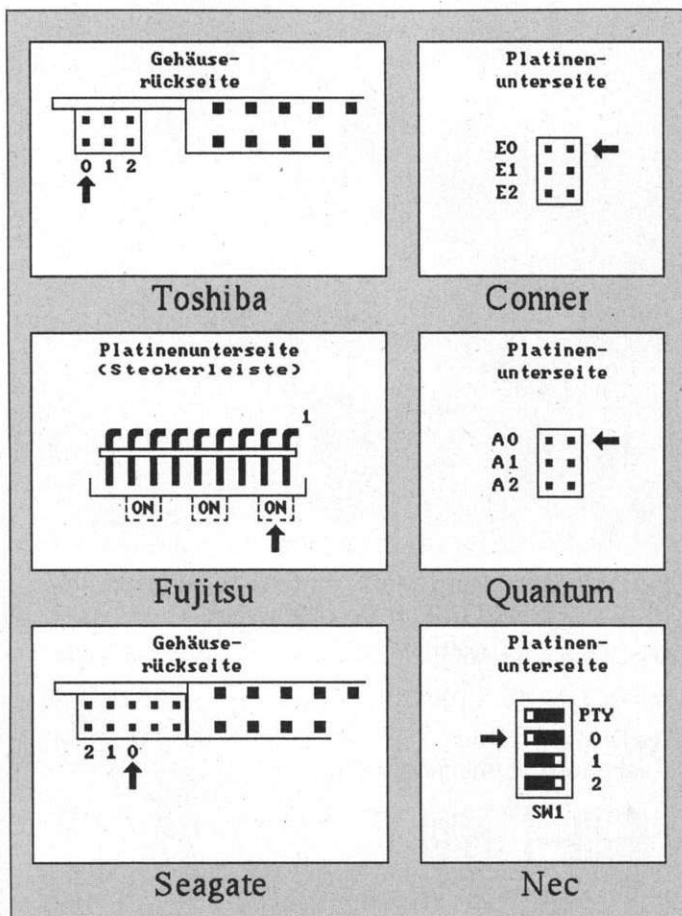 Gehäuse-
rückseite
0 1 2
Toshiba
Platinen-
unterseite
E0
E1
E2
Conner
Platinenunterseite
(Steckerleiste)
1
ON ON ON
Fujitsu
Platinen-
unterseite
A0
A1
A2
Quantum
Gehäuse-
rückseite
2 1 0
Seagate
Platinen-
unterseite
PTY
0
1
2
SW1
Nec